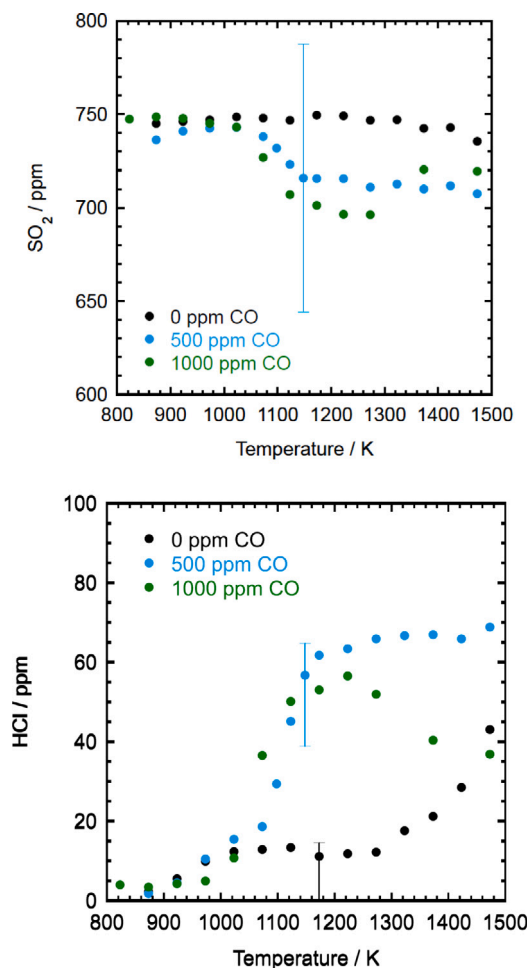 800
750
700
650
600
SO2 / ppm
0 ppm CO
500 ppm CO
1000 ppm CO
800 900 1000 1100 1200 1300 1400 1500
Temperature / K
100
80
60
40
20
0
HCl / ppm
0 ppm CO
500 ppm CO
1000 ppm CO
800 900 1000 1100 1200 1300 1400 1500
Temperature / K